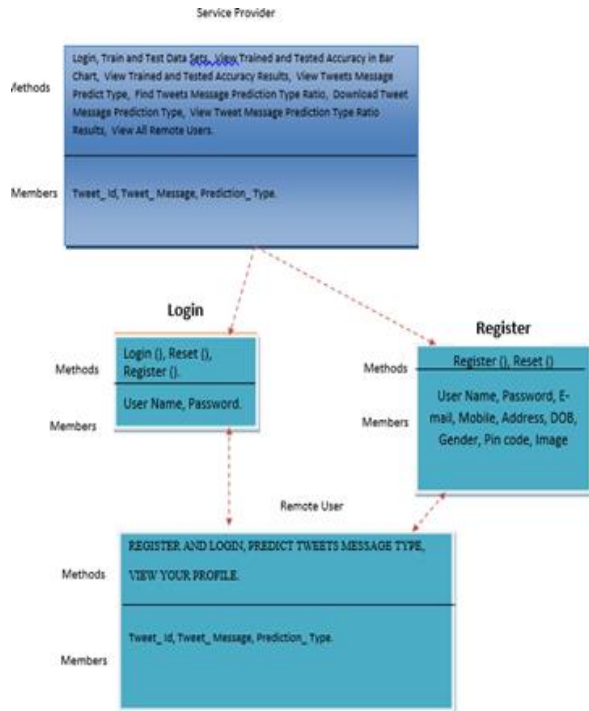 Service Provider
Methods
Login, Train and Test Data Sets, View Trained and Tested Accuracy in Bar
Chart, View Trained and Tested Accuracy Results, View Tweets Message
Predict Type, Find Tweets Message Prediction Type Ratio, Download Tweet
Message Prediction Type, View Tweet Message Prediction Type Ratio
Results, View All Remote Users.
Members
Tweet_ Id, Tweet_ Message, Prediction_ Type.
Login
Methods
Login (), Reset (),
Register ().
Members
User Name, Password.
Register
Methods
Register (), Reset ()
Members
User Name, Password, E-
mail, Mobile, Address, DOB,
Gender, Pin code, Image
Remote User
Methods
REGISTER AND LOGIN, PREDICT TWEETS MESSAGE TYPE,
VIEW YOUR PROFILE.
Members
Tweet_ Id, Tweet_ Message, Prediction_ Type.